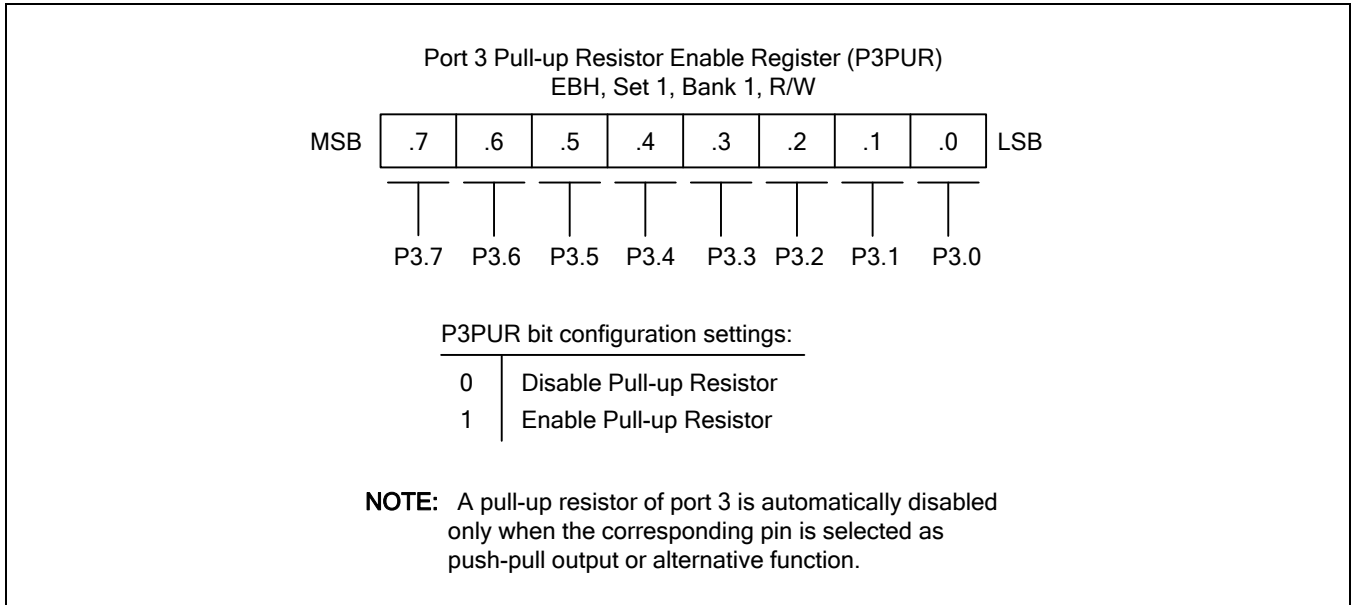 Port 3 Pull-up Resistor Enable Register (P3PUR)
EBH, Set 1, Bank 1, R/W
MSB .7 .6 .5 .4 .3 .2 .1 .0 LSB
P3.7 P3.6 P3.5 P3.4 P3.3 P3.2 P3.1 P3.0
P3PUR bit configuration settings:
0 Disable Pull-up Resistor
1 Enable Pull-up Resistor
NOTE: A pull-up resistor of port 3 is automatically disabled
only when the corresponding pin is selected as
push-pull output or alternative function.